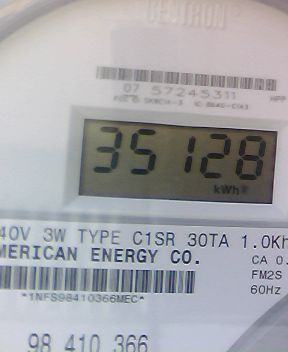 CENTRON®
07 57245311
35128
kWh
40V 3W TYPE C1SR 30TA 1.0Kh
MERICAN ENERGY CO.
CA 0.
FM2S
*1NFS98410366MEC*
60Hz
98 410 366